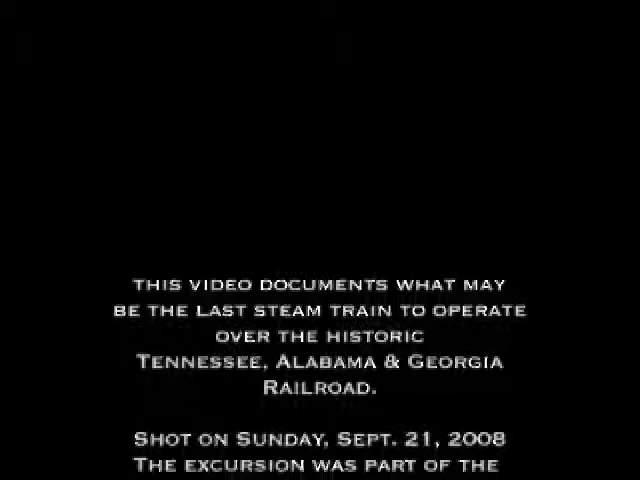 THIS VIDEO DOCUMENTS WHAT MAY
BE THE LAST STEAM TRAIN TO OPERATE
OVER THE HISTORIC
TENNESSEE, ALABAMA & GEORGIA
RAILROAD.
SHOT ON SUNDAY, SEPT. 21, 2008
THE EXCURSION WAS PART OF THE